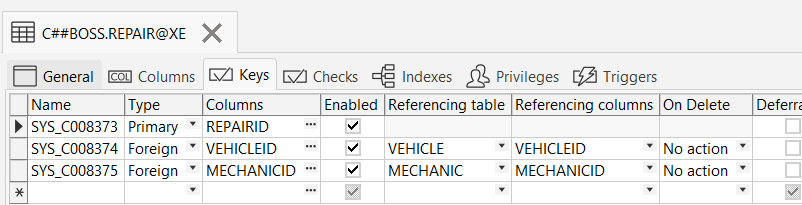 C##BOSS.REPAIR@XE
General COL Columns Keys Checks Indexes Privileges Triggers
Name Type Columns Enabled Referencing table Referencing columns On Delete Deferra
SYS_C008373 Primary REPAIRID ...
SYS_C008374 Foreign VEHICLEID ... VEHICLE VEHICLEID No action
SYS_C008375 Foreign MECHANICID ... MECHANIC MECHANICID No action
* ...